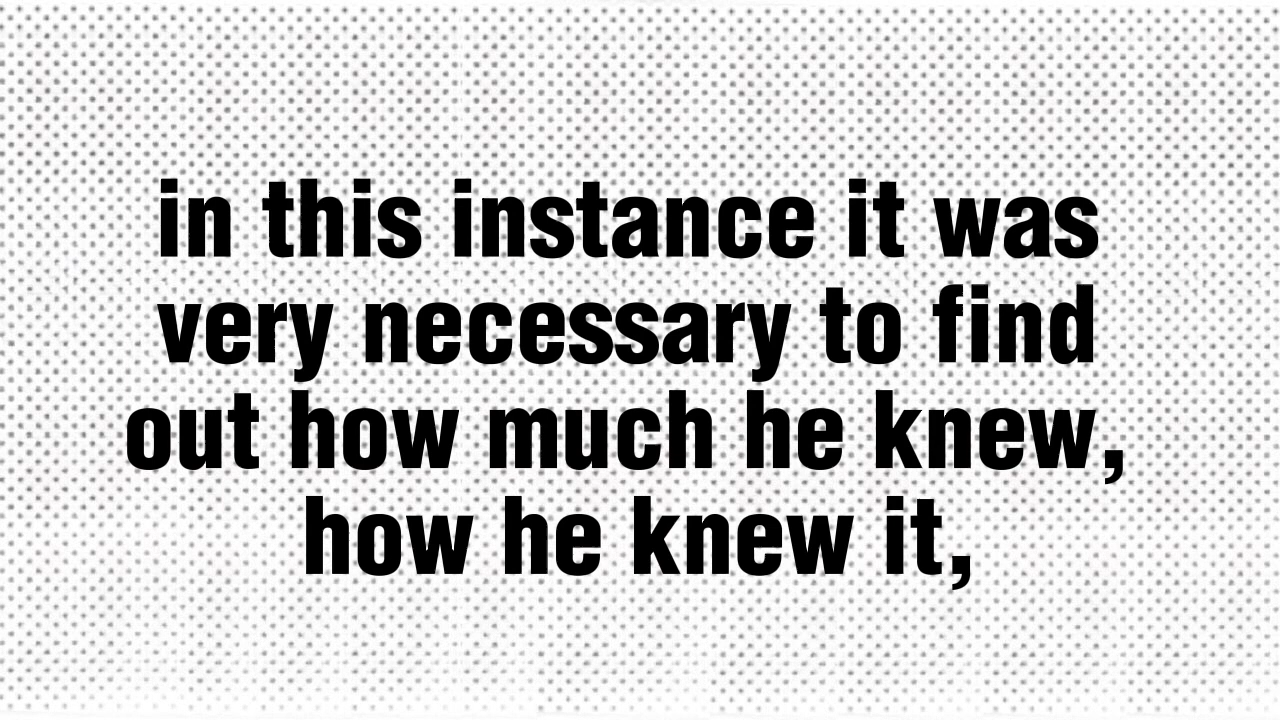 in this instance it was
very necessary to find
out how much he knew,
how he knew it,